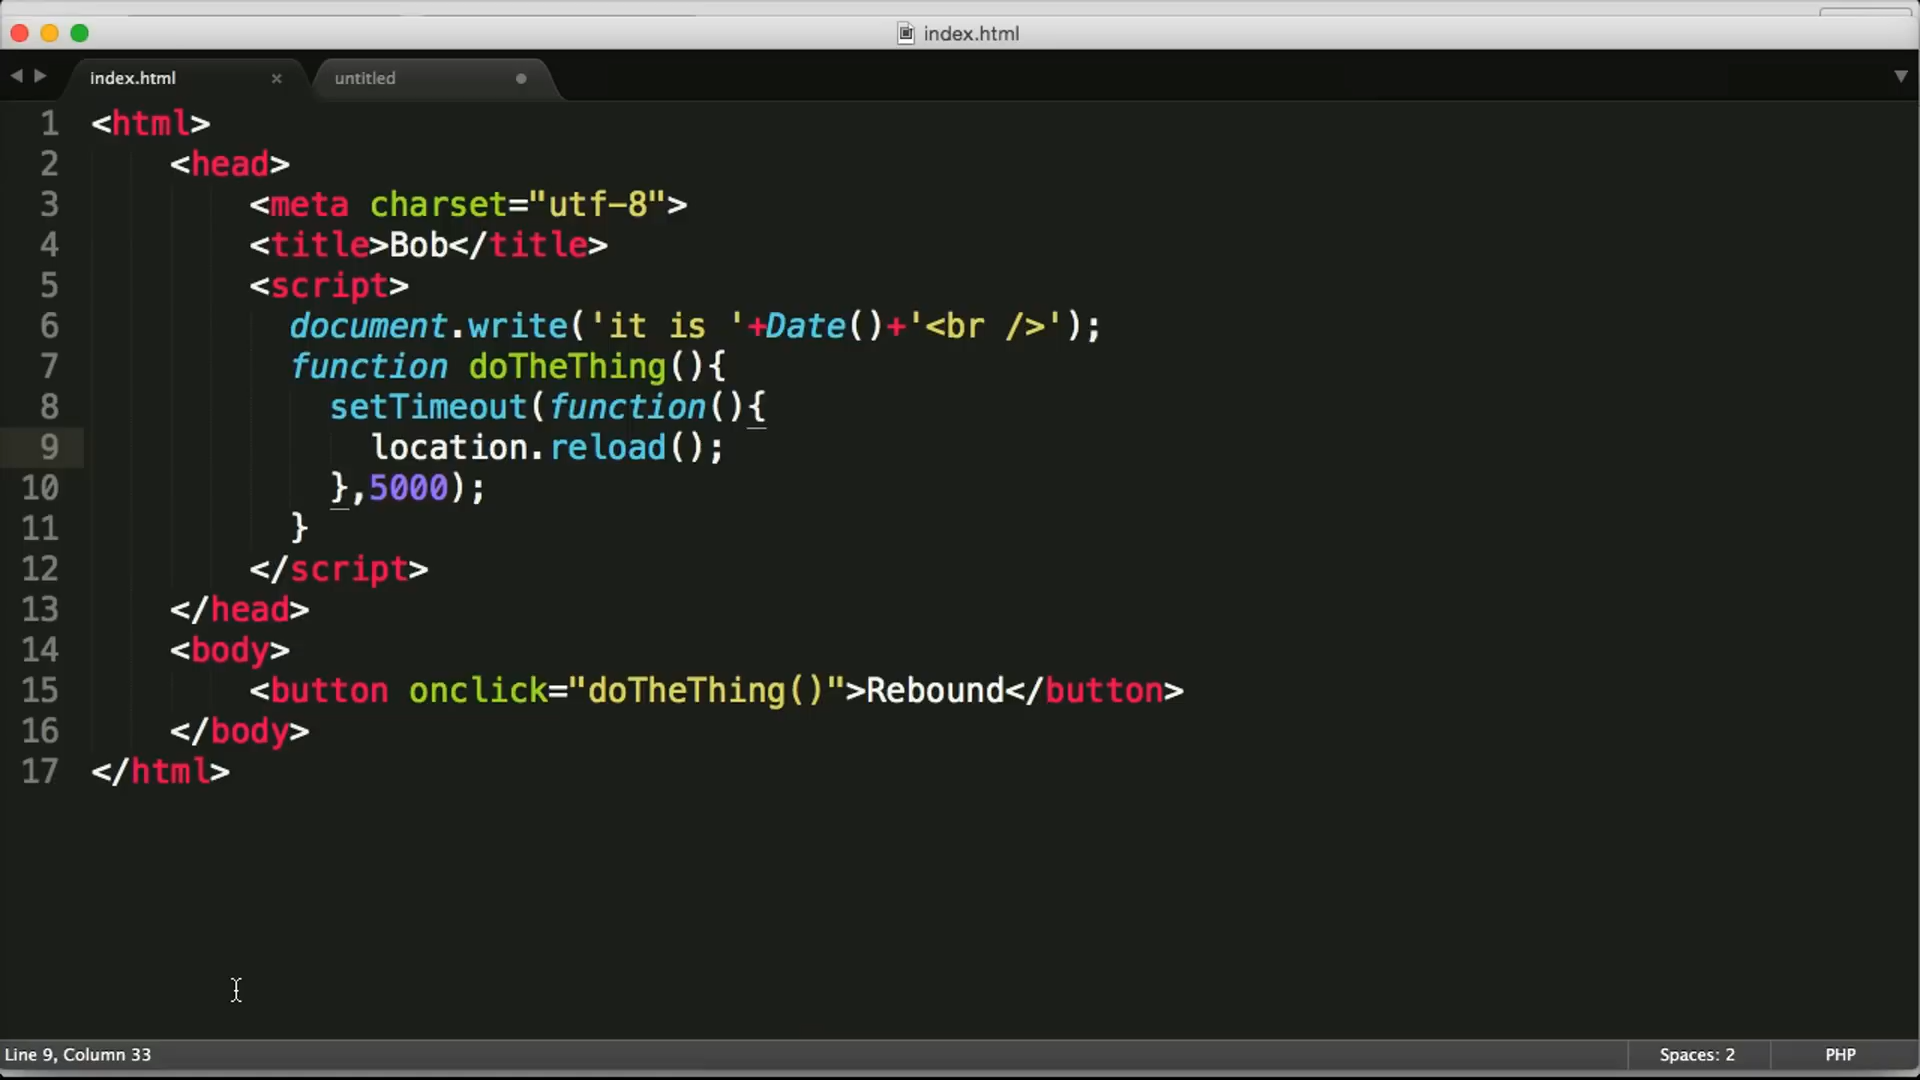 index.html
index.html × untitled
1 <html>
2 <head>
3 <meta charset="utf-8">
4 <title>Bob</title>
5 <script>
6 document.write('it is '+Date()+'<br />');
7 function doTheThing(){
8 setTimeout(function(){
9 location.reload();
10 },5000);
11 }
12 </script>
13 </head>
14 <body>
15 <button onclick="doTheThing()">Rebound</button>
16 </body>
17 </html>
Line 9, Column 33 Spaces: 2 PHP